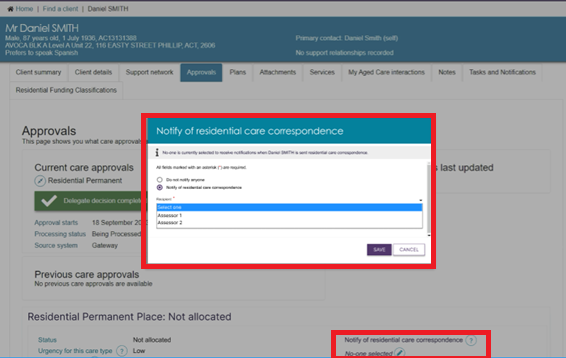 Home | Find a client | Daniel SMITH
Mr Daniel SMITH
Male, 87 years old, 1 July 1936, AC13131388
AVOCA BLK A Level A Unit 22, 116 EASTY STREET PHILLIP, ACT, 2606
Prefers to speak Spanish
Primary contact: Daniel Smith (self)
No support relationships recorded
Client summary Client details Support network Approvals Plans Attachments Services My Aged Care interactions Notes Tasks and Notifications
Residential Funding Classifications
Approvals
This page shows you what care approvals
Current care approvals
s last updated
Residential Permanent
Delegate decision complete
Approval starts 18 September 20
Processing status Being Processed
Source system Gateway
Notify of residential care correspondence
No one is currently selected to receive notifications when Daniel SMITH is sent residential care correspondence.
All fields marked with an asterisk (*) are required.
Do not notify anyone
Notify of residential care correspondence
Recipient *
Select one
Assessor 1
Assessor 2
SAVE CANCEL
Previous care approvals
No previous care approvals are available
Residential Permanent Place: Not allocated
Status Not allocated
Urgency for this care type ? Low
Notify of residential care correspondence ?
No-one selected